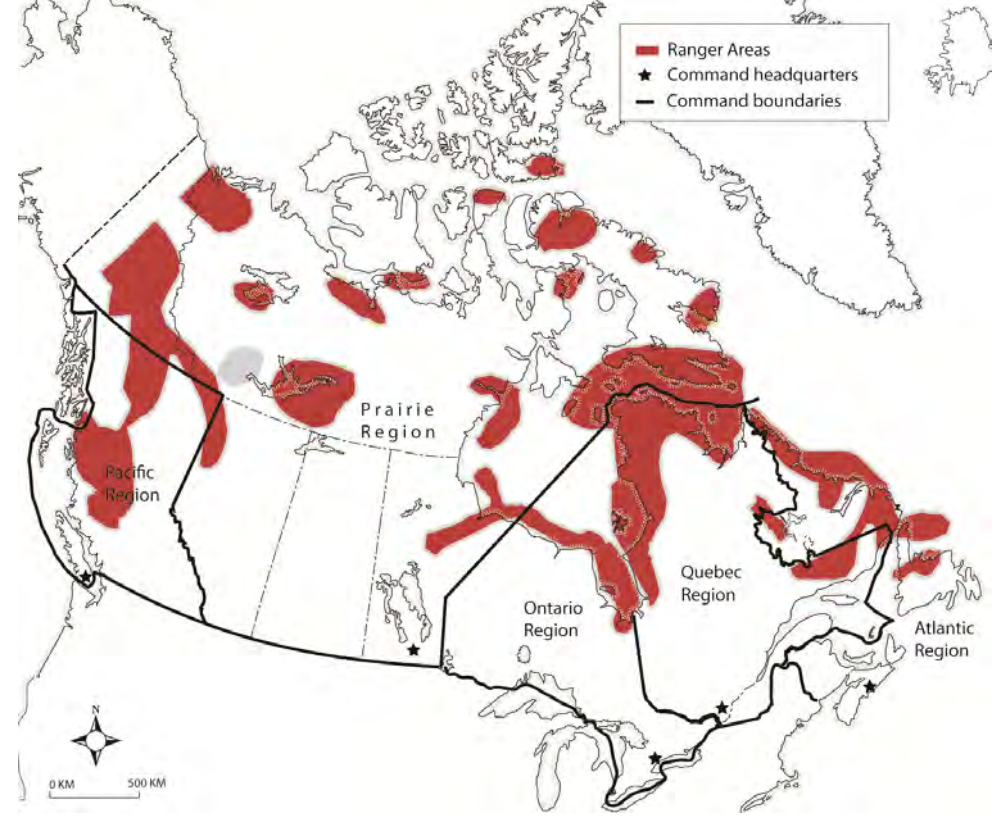 Ranger Areas
Command headquarters
Command boundaries
Prairie
Region
Pacific
Region
Quebec
Region
Ontario
Region
Atlantic
Region
N
0 KM 500 KM